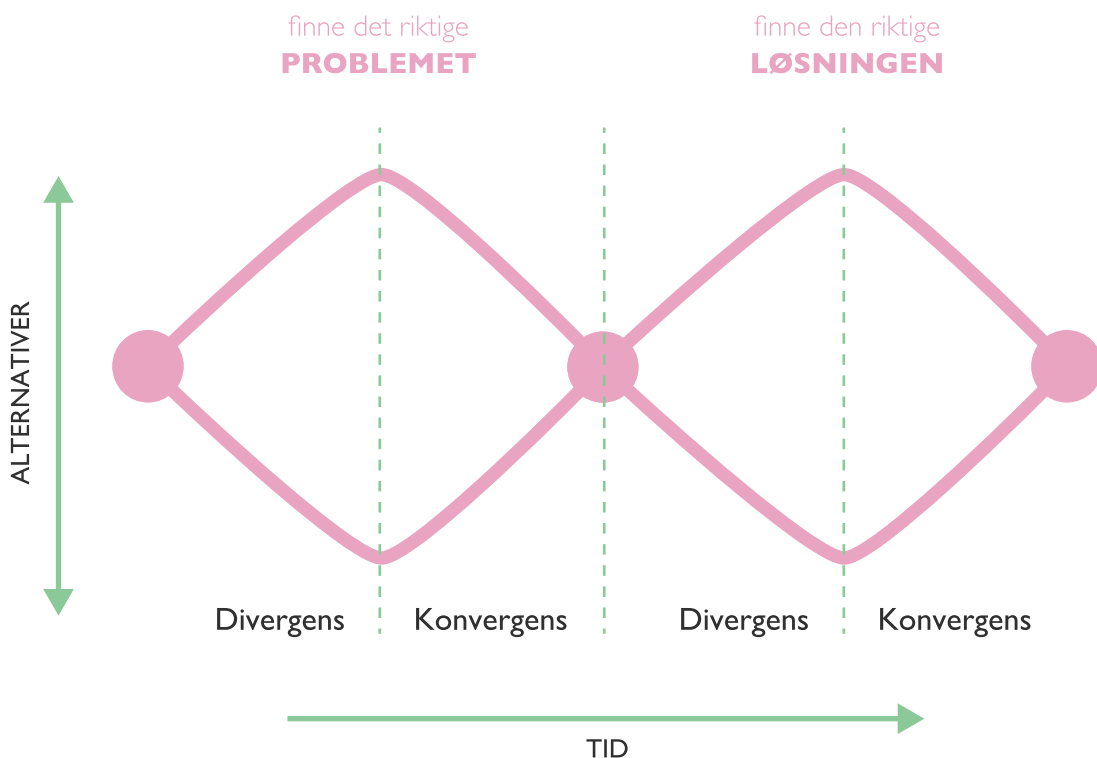 finne det riktige
PROBLEMET
finne den riktige
LØSNINGEN
ALTERNATIVER
Divergens
Konvergens
Divergens
Konvergens
TID